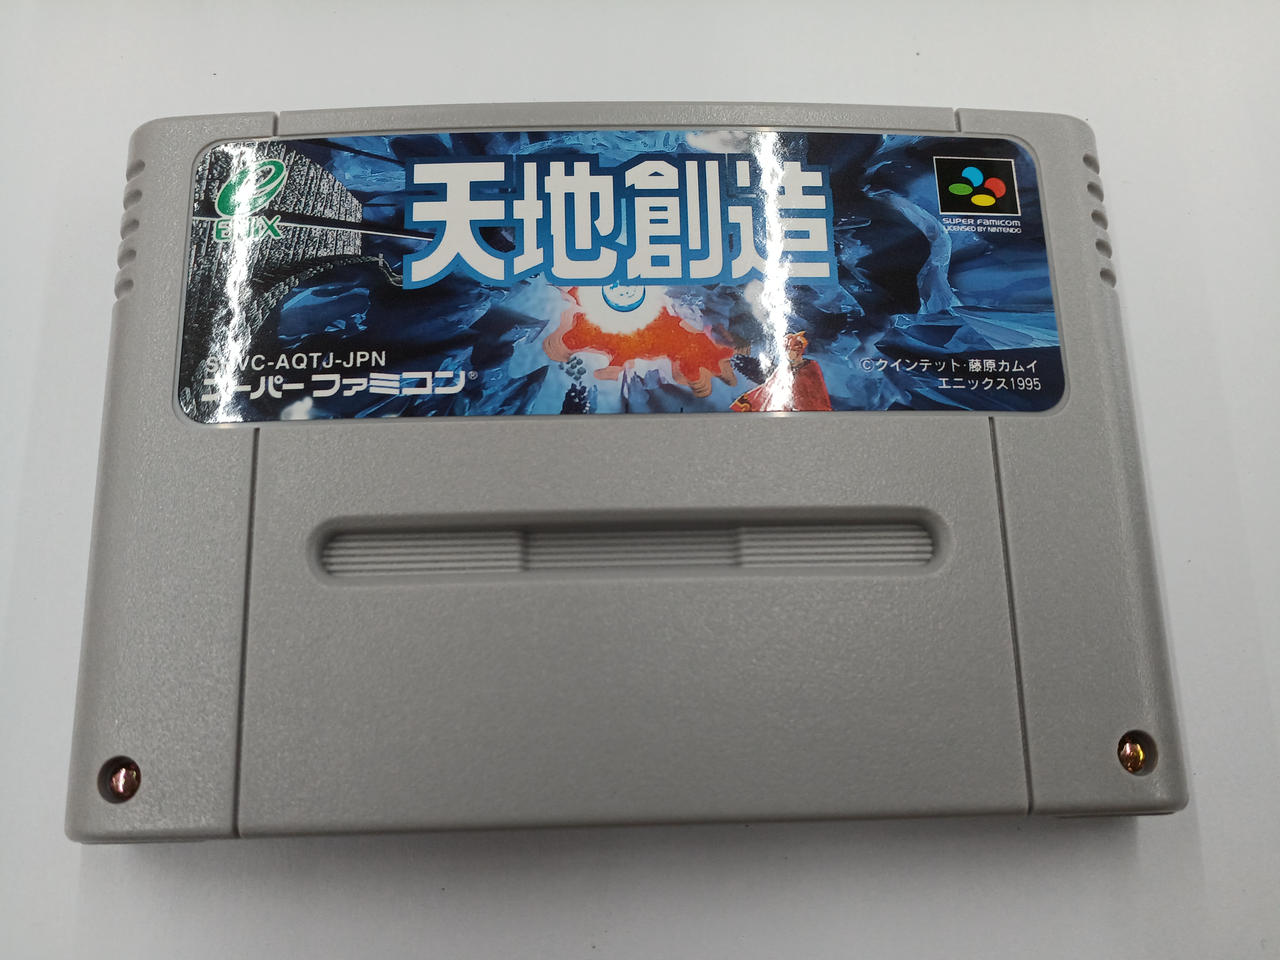 ENIX
天地創造
SUPER FAMICOM
LICENSED BY NINTENDO
SHVC-AQTJ-JPN
スーパーファミコン®
©クインテット・藤原カムイ
エニックス1995